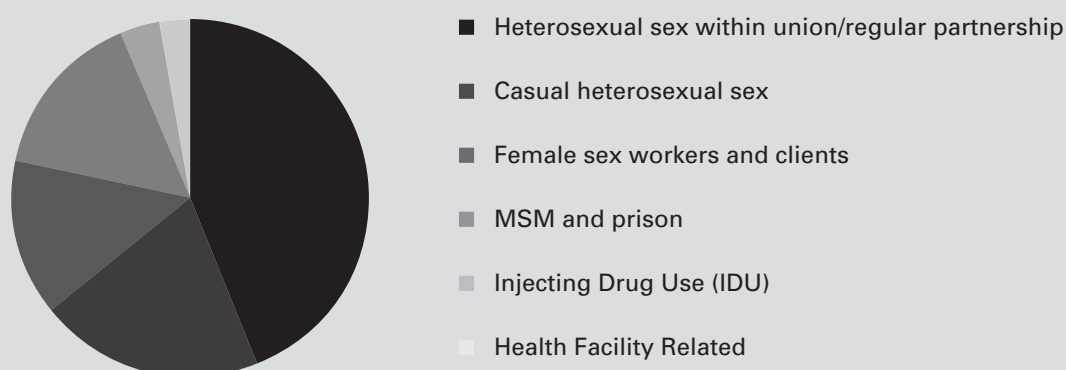 Heterosexual sex within union/regular partnership
Casual heterosexual sex
Female sex workers and clients
MSM and prison
Injecting Drug Use (IDU)
Health Facility Related